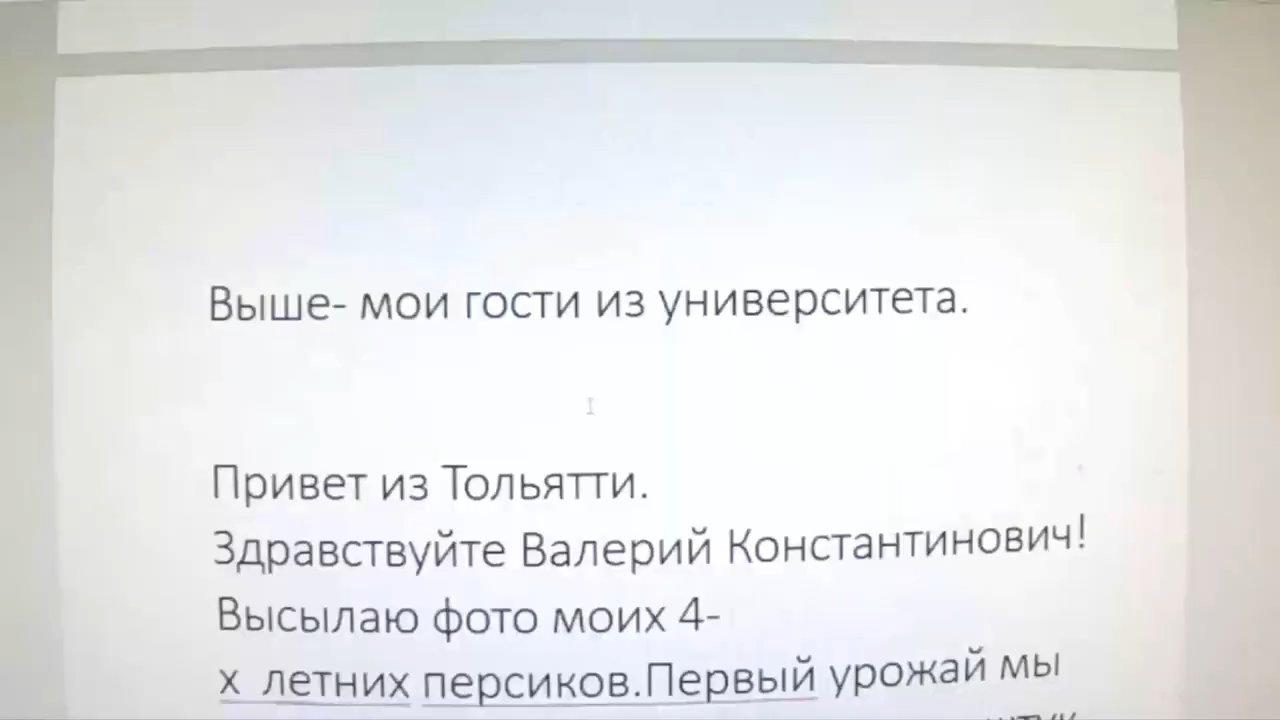 Выше- мои гости из университета.
Привет из Тольятти.
Здравствуйте Валерий Константинович!
Высылаю фото моих 4-
х летних персиков.Первый урожай мы